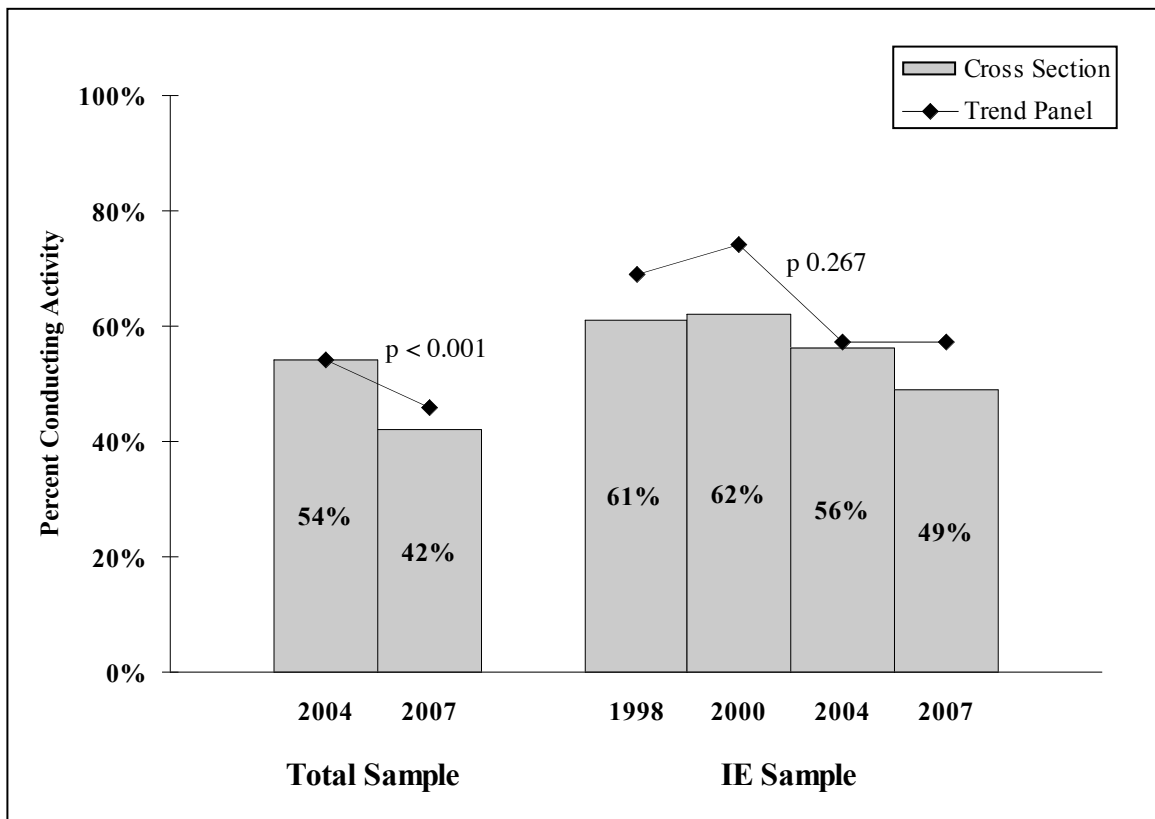 Cross Section
Trend Panel
Percent Conducting Activity
100%
80%
60%
40%
20%
0%
p < 0.001
p 0.267
54%
42%
61%
62%
56%
49%
2004
2007
1998
2000
2004
2007
Total Sample
IE Sample